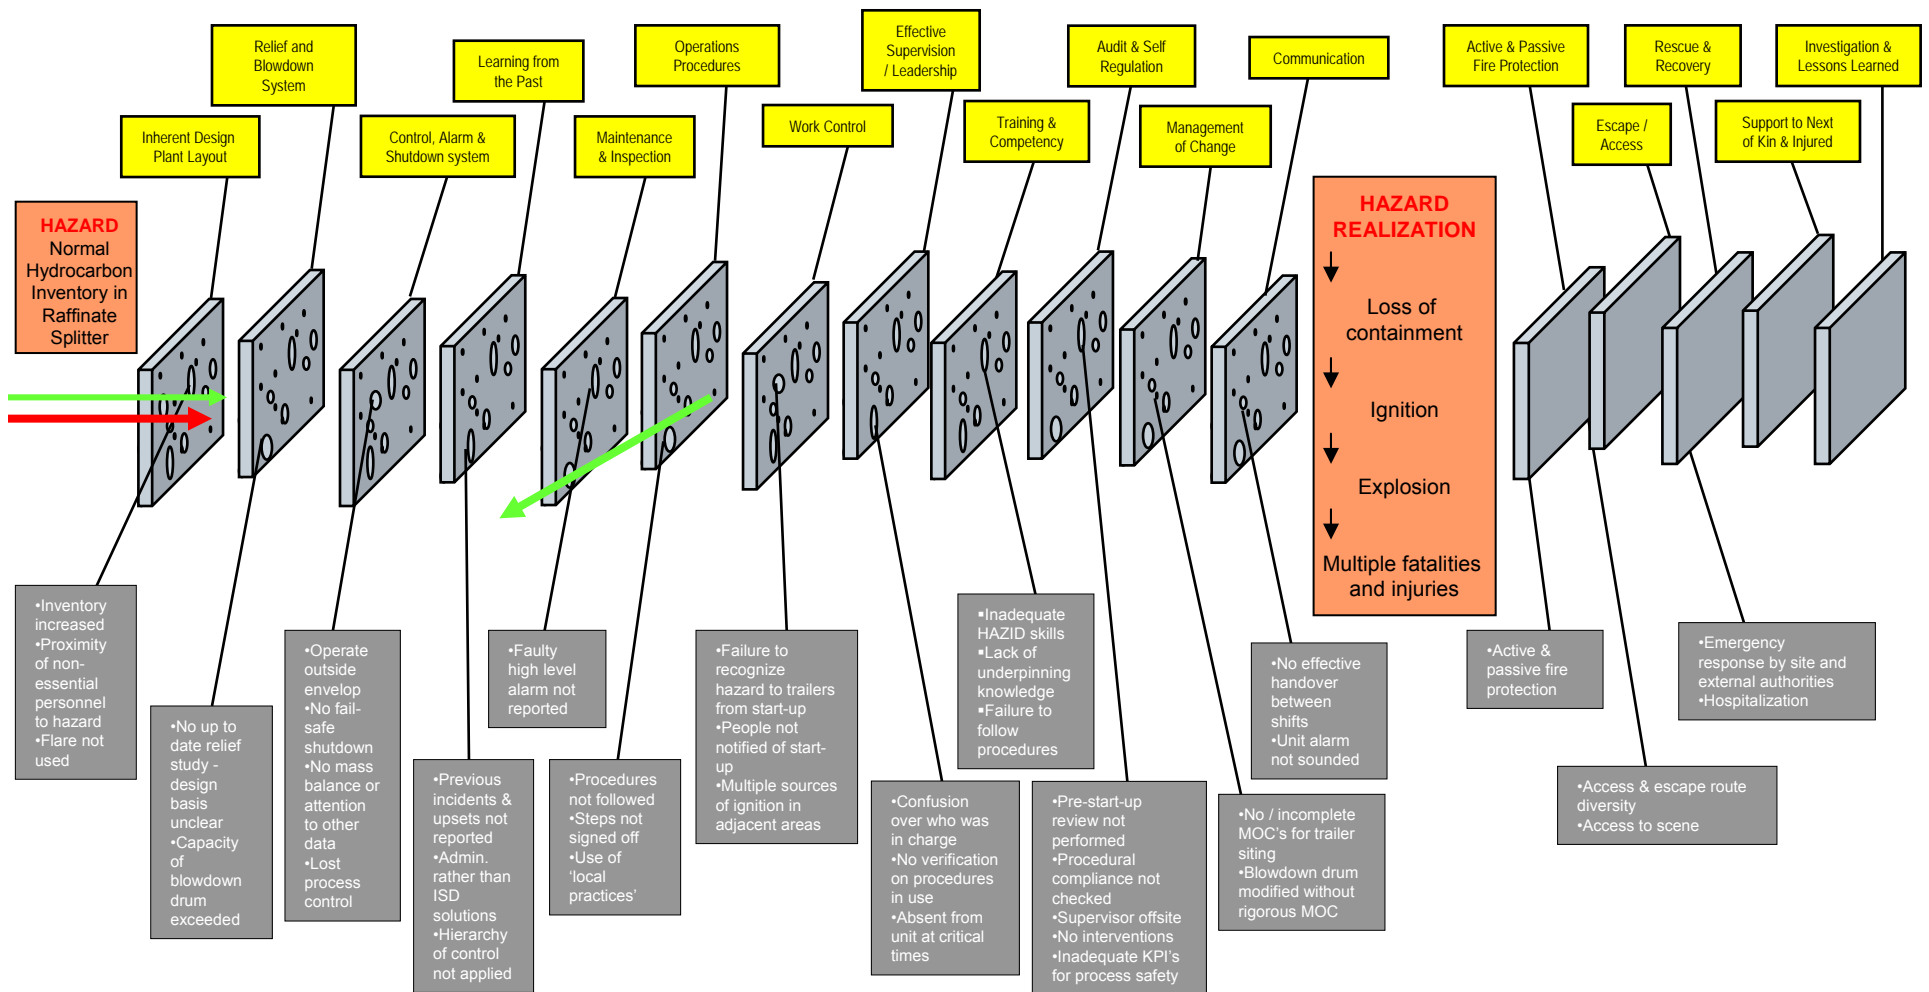 Relief and
Blowdown
System
Operations
Procedures
Effective
Supervision
/ Leadership
Audit & Self
Regulation
Communication
Active & Passive
Fire Protection
Rescue &
Recovery
Investigation &
Lessons Learned
Learning from
the Past
Inherent Design
Plant Layout
Control, Alarm &
Shutdown system
Maintenance
& Inspection
Work Control
Training &
Competency
Management
of Change
Escape /
Access
Support to Next
of Kin & Injured
HAZARD
Normal
Hydrocarbon
Inventory in
Raffinate
Splitter
HAZARD
REALIZATION
Loss of
containment
Ignition
Explosion
Multiple fatalities
and injuries
•Inventory
increased
•Proximity
of non-
essential
personnel
to hazard
•Flare not
used
•No up to
date relief
study -
design
basis
unclear
•Capacity
of
blowdown
drum
exceeded
•Operate
outside
envelop
•No fail-
safe
shutdown
•No mass
balance or
attention
to other
data
•Lost
process
control
•Previous
incidents &
upsets not
reported
•Admin.
rather than
ISD
solutions
•Hierarchy
of control
not applied
•Faulty
high level
alarm not
reported
•Procedures
not followed
•Steps not
signed off
•Use of
‘local
practices’
•Failure to
recognize
hazard to trailers
from start-up
•People not
notified of start-
up
•Multiple sources
of ignition in
adjacent areas
•Confusion
over who was
in charge
•No verification
on procedures
in use
•Absent from
unit at critical
times
▪Inadequate
HAZID skills
▪Lack of
underpinning
knowledge
▪Failure to
follow
procedures
•Pre-start-up
review not
performed
•Procedural
compliance not
checked
•Supervisor offsite
•No interventions
•Inadequate KPI’s
for process safety
•No / incomplete
MOC’s for trailer
siting
•Blowdown drum
modified without
rigorous MOC
•No effective
handover
between
shifts
•Unit alarm
not sounded
•Active &
passive fire
protection
•Access & escape route
diversity
•Access to scene
•Emergency
response by site and
external authorities
•Hospitalization